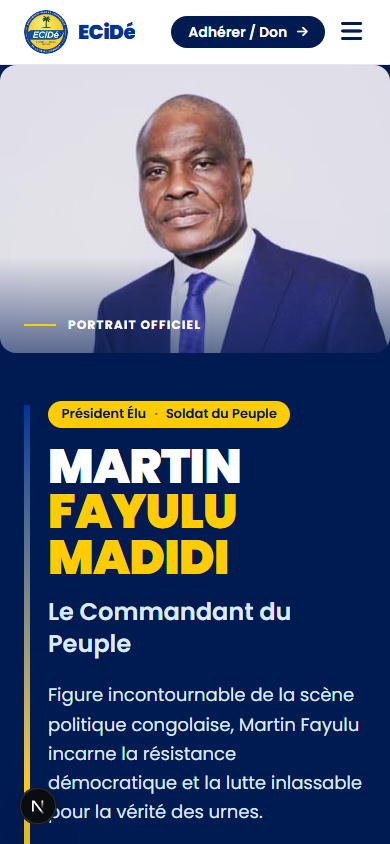 ECiDé
ECiDé
Adhérer / Don →
PORTRAIT OFFICIEL
Président Élu · Soldat du Peuple
MARTIN
FAYULU
MADIDI
Le Commandant du
Peuple
Figure incontournable de la scène
politique congolaise, Martin Fayulu
incarne la résistance
démocratique et la lutte inlassable
pour la vérité des urnes.
N